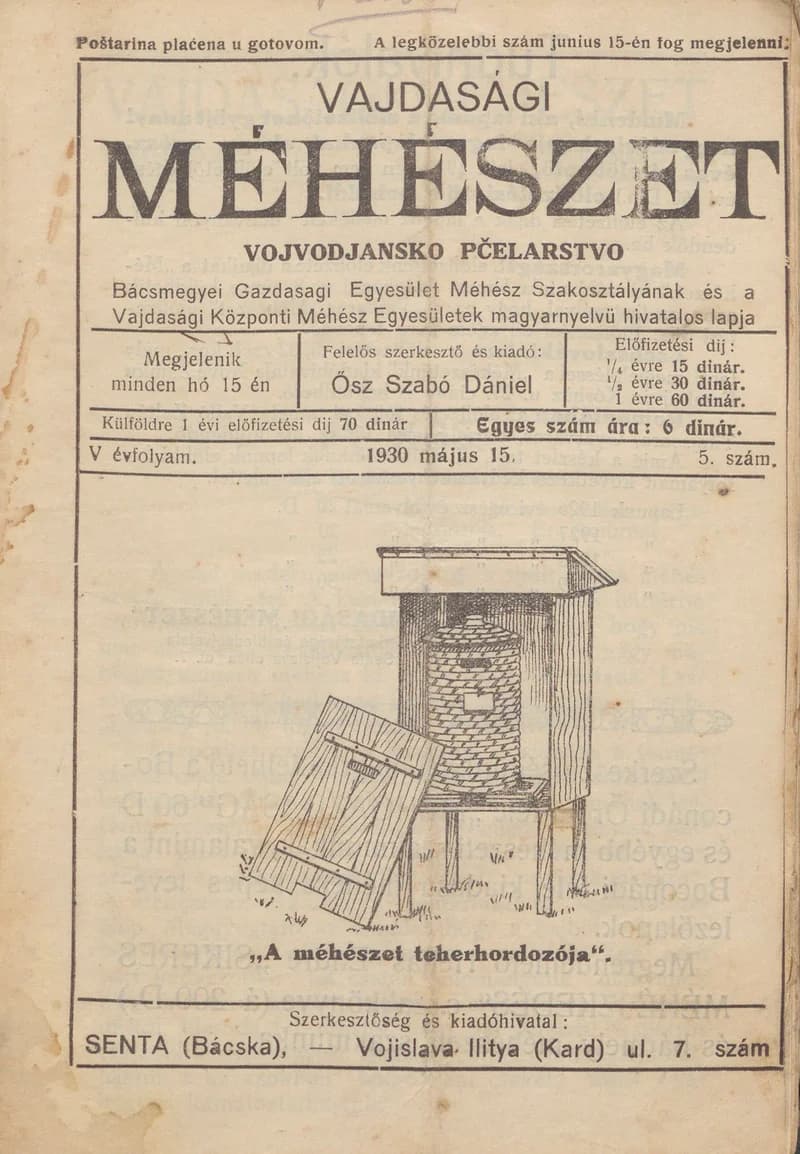 Poštarina plaćena u gotovom. A legközelebbi szám junius 15-én fog megjelenni.
VAJDASÁGI
MÉHÉSZET
VOJVODJANSKO PČELARSTVO
Bácsmegyei Gazdasagi Egyesület Méhész Szakosztályának és a
Vajdasági Központi Méhész Egyesületek magyarnyelvü hivatalos lapja
Megjelenik
minden hó 15 én
Felelős szerkesztő és kiadó:
Ősz Szabó Dániel
Előfizetési dij:
1/4 évre 15 dinár.
1/2 évre 30 dinár.
1 évre 60 dinár.
Külföldre 1 évi előfizetési dij 70 dinár
Egyes szám ára: 6 dinár.
V évfolyam. 1930 május 15. 5. szám.
„A méhészet teherhordozója“.
Szerkesztőség és kiadóhivatal:
SENTA (Bácska), — Vojislava Ilitya (Kard) ul. 7. szám